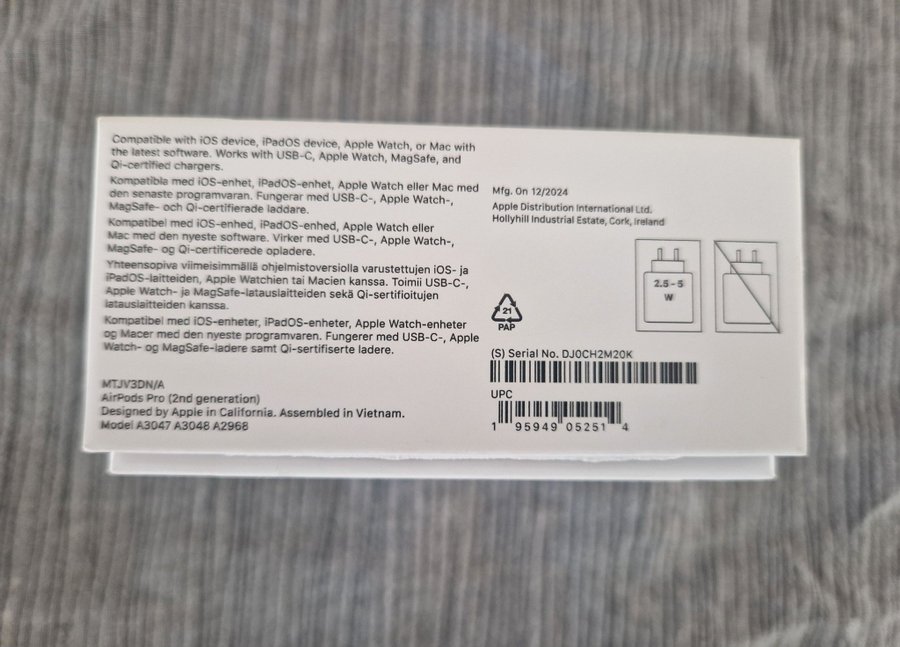 Compatible with iOS device, iPadOS device, Apple Watch, or Mac with
the latest software. Works with USB-C, Apple Watch, MagSafe, and
Qi-certified chargers.
Kompatibla med iOS-enhet, iPadOS-enhet, Apple Watch eller Mac med
den senaste programvaran. Fungerar med USB-C-, Apple Watch-,
MagSafe- och Qi-certifierade laddare.
Kompatibel med iOS-enhed, iPadOS-enhed, Apple Watch eller
Mac med den nyeste software. Virker med USB-C-, Apple Watch-,
MagSafe- og Qi-certificerede opladere.
Yhteensopiva viimeisimmällä ohjelmistoversiolla varustettujen iOS- ja
iPadOS-laitteiden, Apple Watchien tai Macien kanssa. Toimii USB-C-,
Apple Watch- ja MagSafe-latauslaitteiden sekä Qi-sertifioitujen
latauslaitteiden kanssa.
Kompatibel med iOS-enheter, iPadOS-enheter, Apple Watch-enheter
og Macer med den nyeste programvaren. Fungerer med USB-C-, Apple
Watch- og MagSafe-ladere samt Qi-sertifiserte ladere.
MTJV3DN/A
AirPods Pro (2nd generation)
Designed by Apple in California. Assembled in Vietnam.
Model A3047 A3048 A2968
Mfg. On 12/2024
Apple Distribution International Ltd.
Hollyhill Industrial Estate, Cork, Ireland
2.5 - 5
W
21
PAP
(S) Serial No. DJ0CH2M20K
UPC
1 95949 05251 4